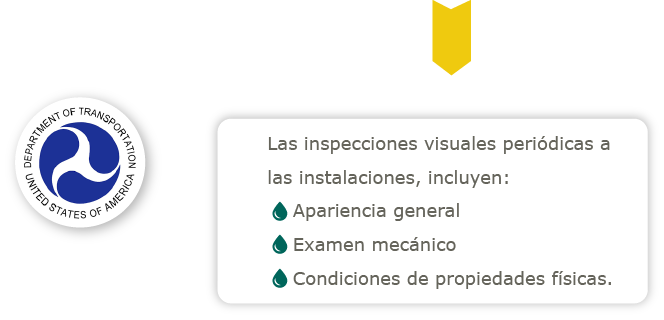 DEPARTMENT OF TRANSPORTATION
UNITED STATES OF AMERICA
Las inspecciones visuales periódicas a
las instalaciones, incluyen:
Apariencia general
Examen mecánico
Condiciones de propiedades físicas.